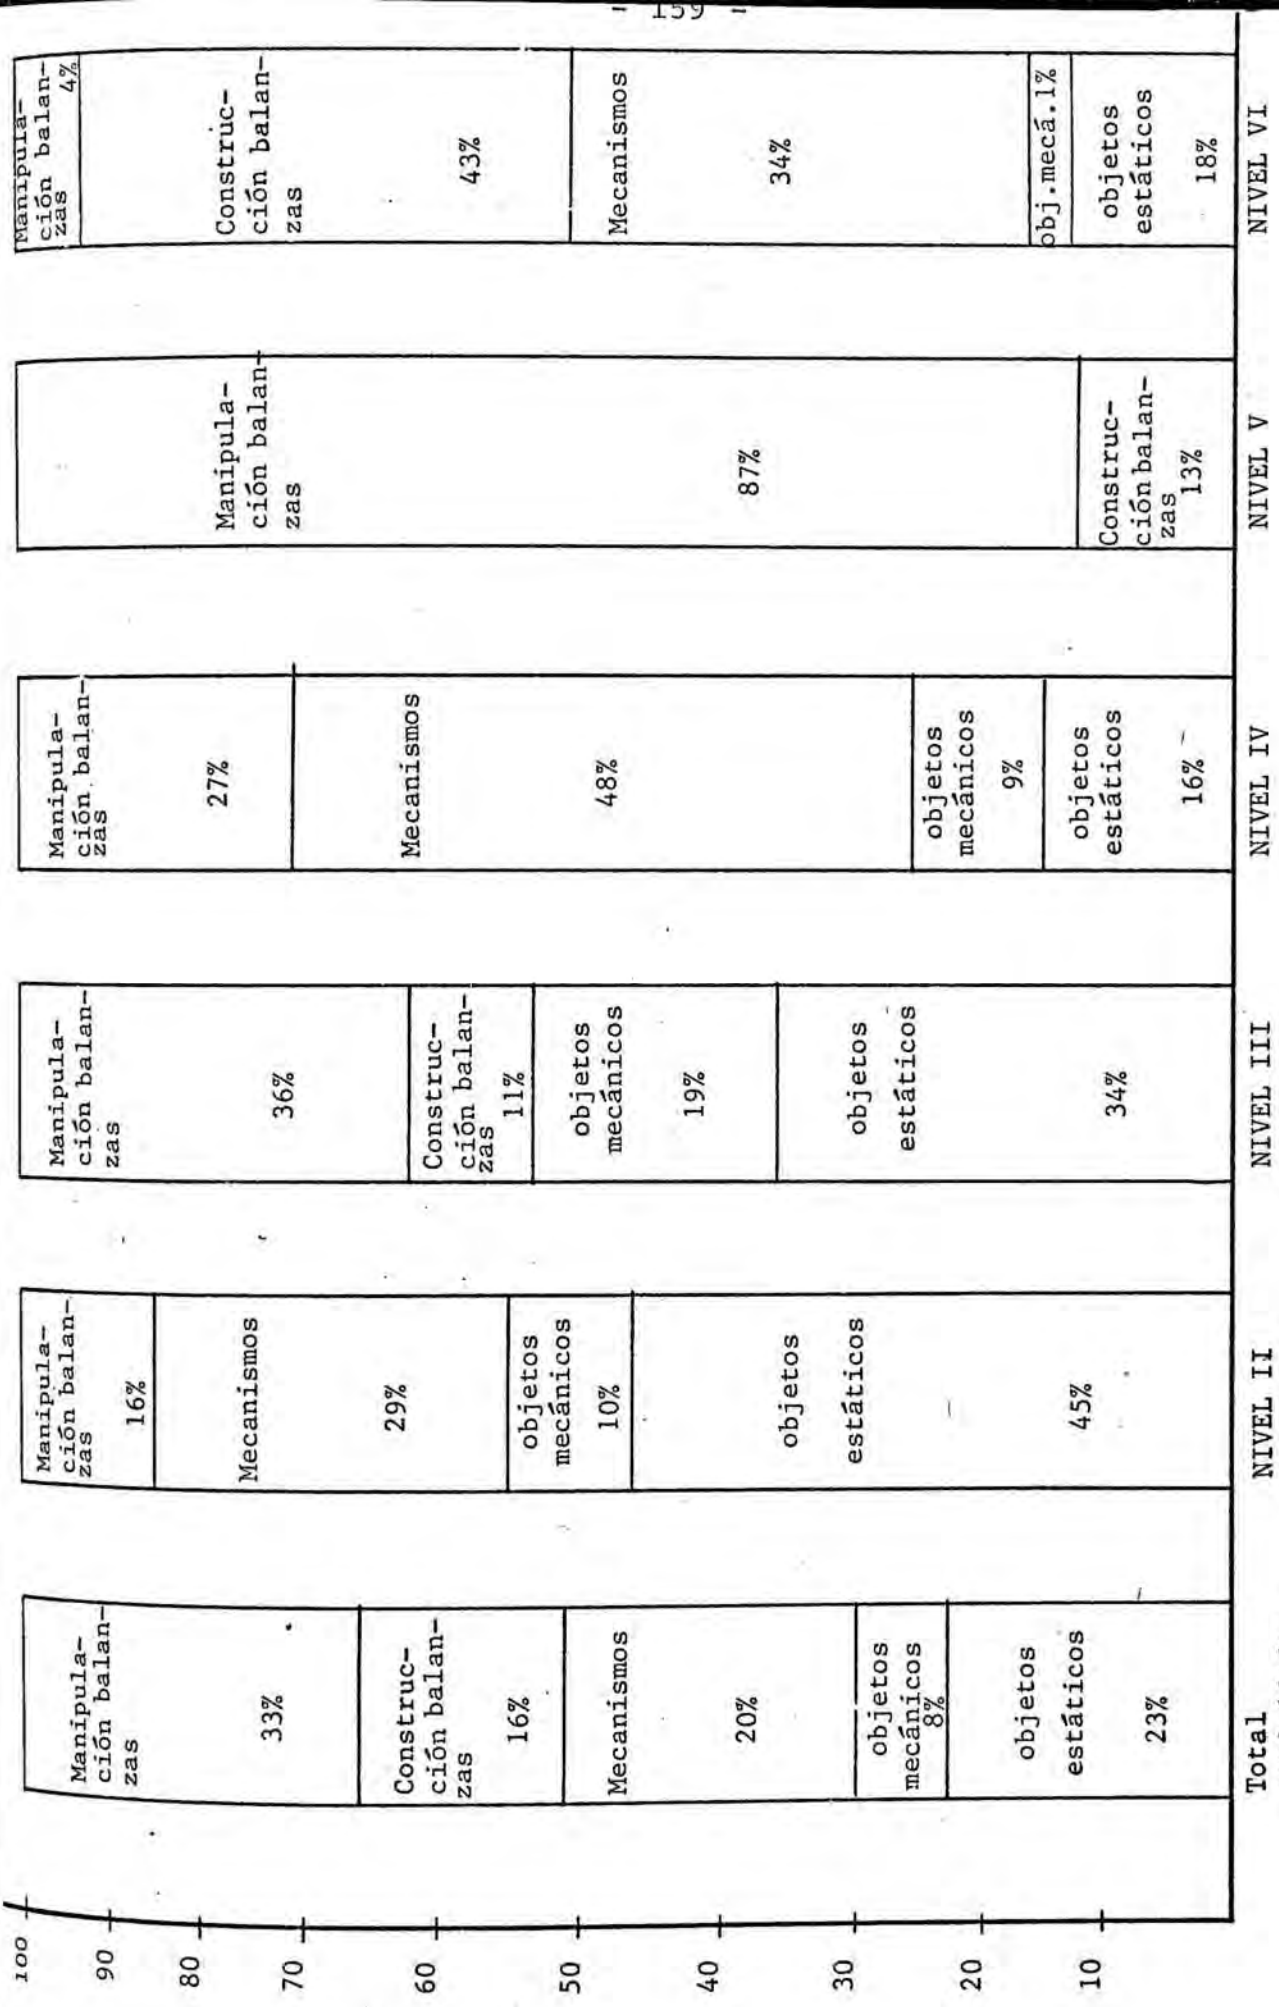 - 159 -
100
90
80
70
60
50
40
30
20
10
Manipula-
ción balan-
zas
33%
Construc-
ción balan-
zas
16%
Mecanismos
20%
objetos
mecánicos
8%
objetos
estáticos
23%
Total
Manipula-
ción balan-
zas
16%
Mecanismos
29%
objetos
mecánicos
10%
objetos
estáticos
45%
NIVEL II
Manipula-
ción balan-
zas
36%
Construc-
ción balan-
zas
11%
objetos
mecánicos
19%
objetos
estáticos
34%
NIVEL III
Manipula-
ción balan-
zas
27%
Mecanismos
48%
objetos
mecánicos
9%
objetos
estáticos
16%
NIVEL IV
Manipula-
ción balan-
zas
87%
Construc-
ción balan-
zas 13%
NIVEL V
Manipula-
ción balan-
zas 4%
Construc-
ción balan-
zas
43%
Mecanismos
34%
obj.mecá.1%
objetos
estáticos
18%
NIVEL VI